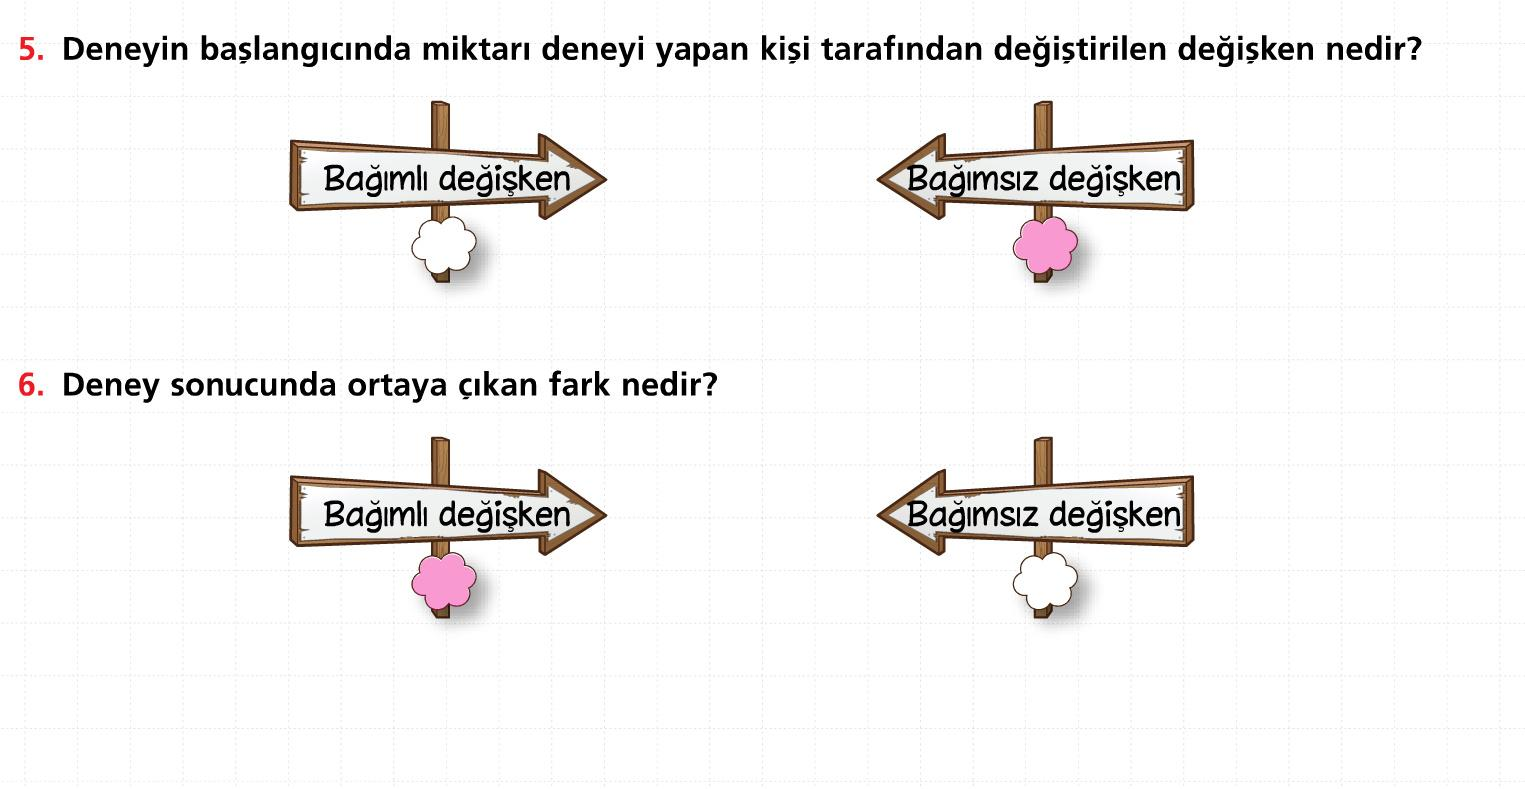 5. Deneyin başlangıcında miktarı deneyi yapan kişi tarafından değiştirilen değişken nedir?
Bağımlı değişken
Bağımsız değişken
6. Deney sonucunda ortaya çıkan fark nedir?
Bağımlı değişken
Bağımsız değişken